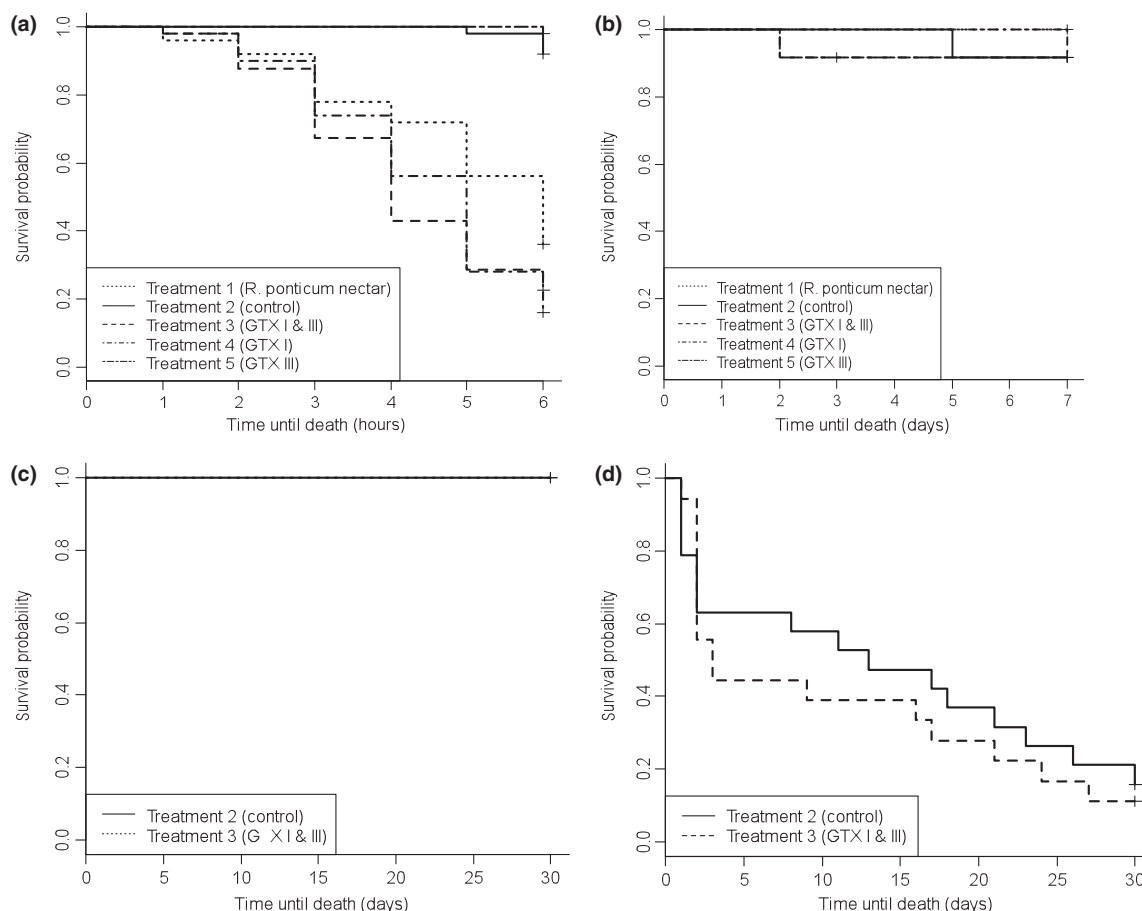 (a)
Survival probability
1.0
0.8
0.6
0.4
0.2
0.0
Treatment 1 (R. ponticum nectar)
Treatment 2 (control)
Treatment 3 (GTX I & III)
Treatment 4 (GTX I)
Treatment 5 (GTX III)
0 1 2 3 4 5 6
Time until death (hours)
(b)
Survival probability
1.0
0.8
0.6
0.4
0.2
0.0
Treatment 1 (R. ponticum nectar)
Treatment 2 (control)
Treatment 3 (GTX I & III)
Treatment 4 (GTX I)
Treatment 5 (GTX III)
0 2 3 4 5 6 7
Time until death (days)
(c)
Survival probability
1.0
0.8
0.6
0.4
0.2
0.0
Treatment 2 (control)
Treatment 3 (G X I & III)
0 5 10 15 20 25 30
Time until death (days)
(d)
Survival probability
1.0
0.8
0.6
0.4
0.2
0.0
Treatment 2 (control)
Treatment 3 (GTX I & III)
0 5 10 15 20 25 30
Time until death (days)